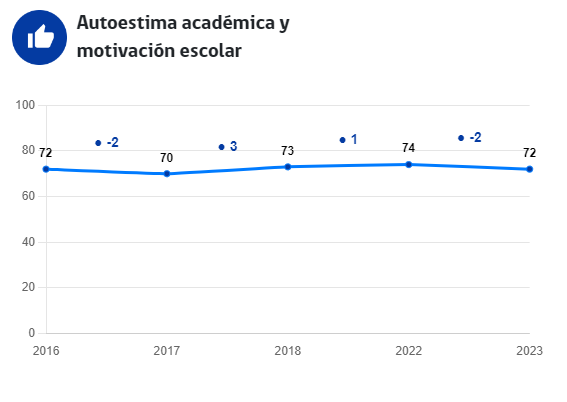 Autoestima académica y
motivación escolar
100
• -2 • 3 • 1 • -2
80
72 70 73 74 72
60
40
20
0
2016 2017 2018 2022 2023